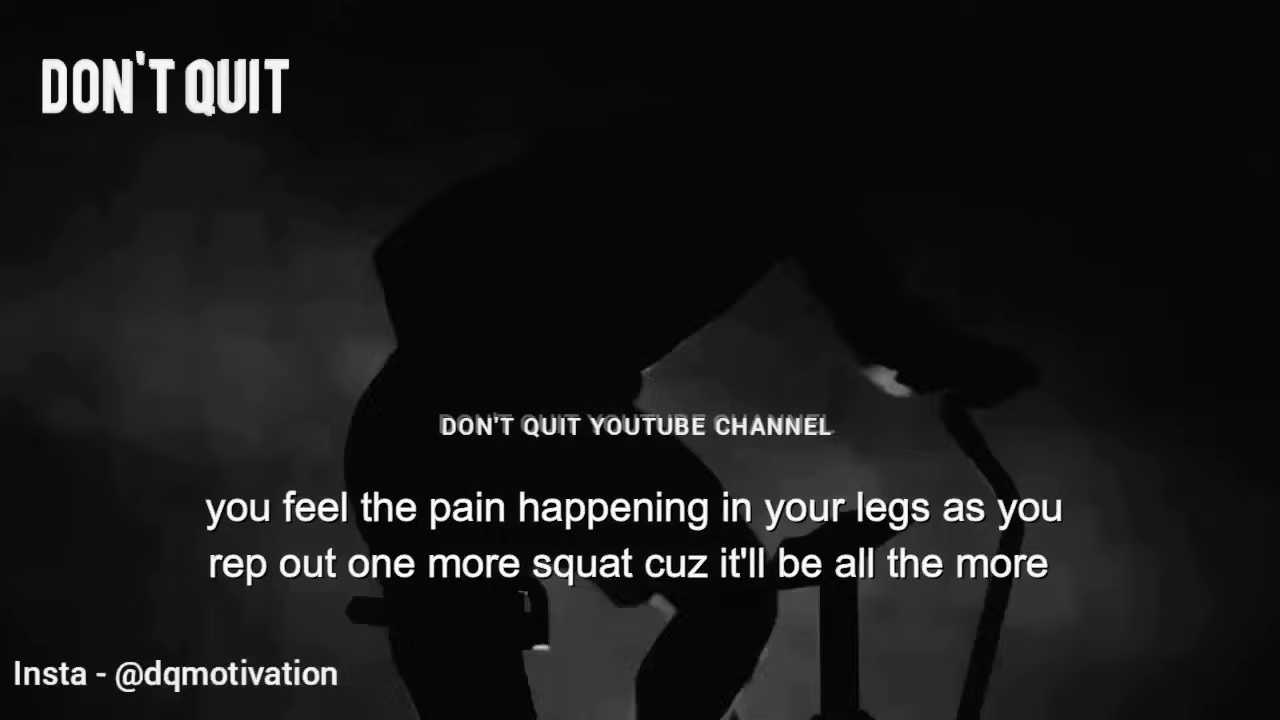 DON'T QUIT
DON'T QUIT YOUTUBE CHANNEL
you feel the pain happening in your legs as you
rep out one more squat cuz it'll be all the more
Insta - @dqmotivation